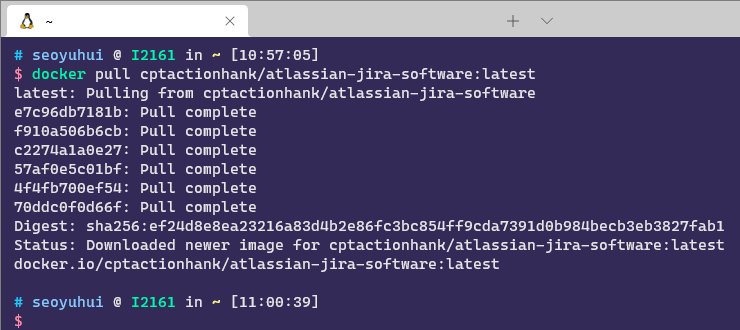 ~
# seoyuhui @ I2161 in ~ [10:57:05]
$ docker pull cptactionhank/atlassian-jira-software:latest
latest: Pulling from cptactionhank/atlassian-jira-software
e7c96db7181b: Pull complete
f910a506b6cb: Pull complete
c2274a1a0e27: Pull complete
57af0e5c01bf: Pull complete
4f4fb700ef54: Pull complete
70ddc0f0d66f: Pull complete
Digest: sha256:ef24d8e8ea23216a83d4b2e86fc3bc854ff9cda7391d0b984becb3eb3827fab1
Status: Downloaded newer image for cptactionhank/atlassian-jira-software:latest
docker.io/cptactionhank/atlassian-jira-software:latest
# seoyuhui @ I2161 in ~ [11:00:39]
$